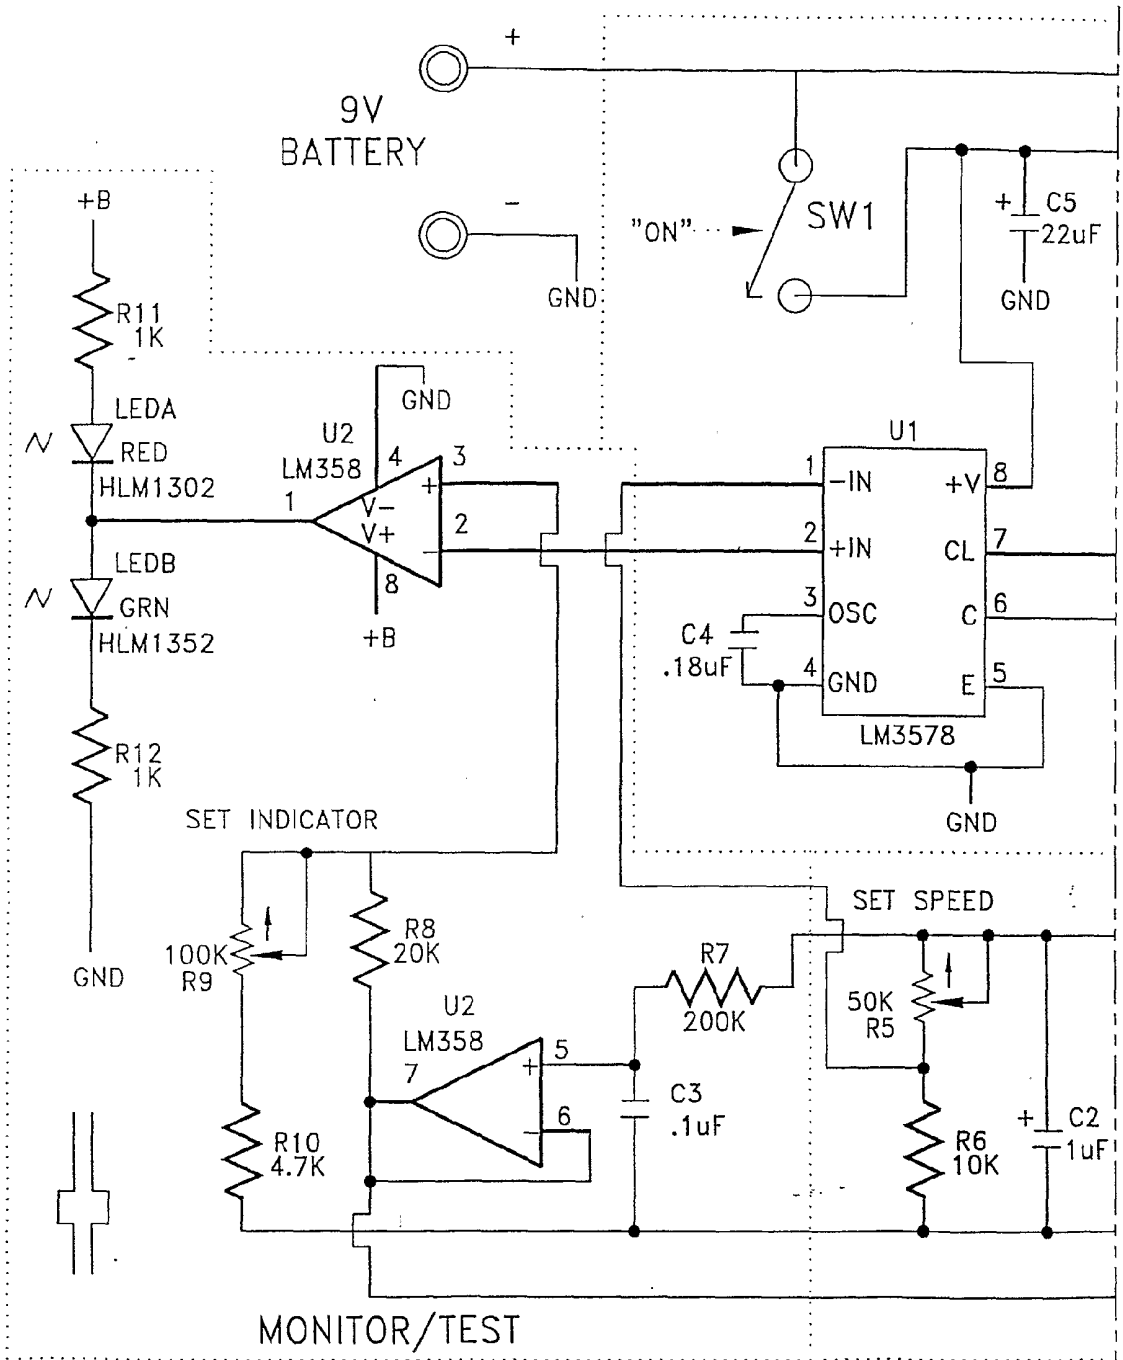 +
9V
BATTERY
-
GND
"ON"
SW1
+
C5
22uF
GND
+B
R11
1K
LEDA
RED
HLM1302
LEDB
GRN
HLM1352
R12
1K
GND
U2
LM358
GND
4
3
1
+
V-
V+
2
-
8
+B
U1
1
-IN
+V
8
2
+IN
CL
7
3
OSC
C
6
C4
.18uF
4
GND
E
5
LM3578
GND
SET INDICATOR
100K
R9
R8
20K
U2
LM358
7
+
5
-
6
R10
4.7K
R7
200K
C3
.1uF
SET SPEED
50K
R5
R6
10K
+
C2
1uF
MONITOR/TEST